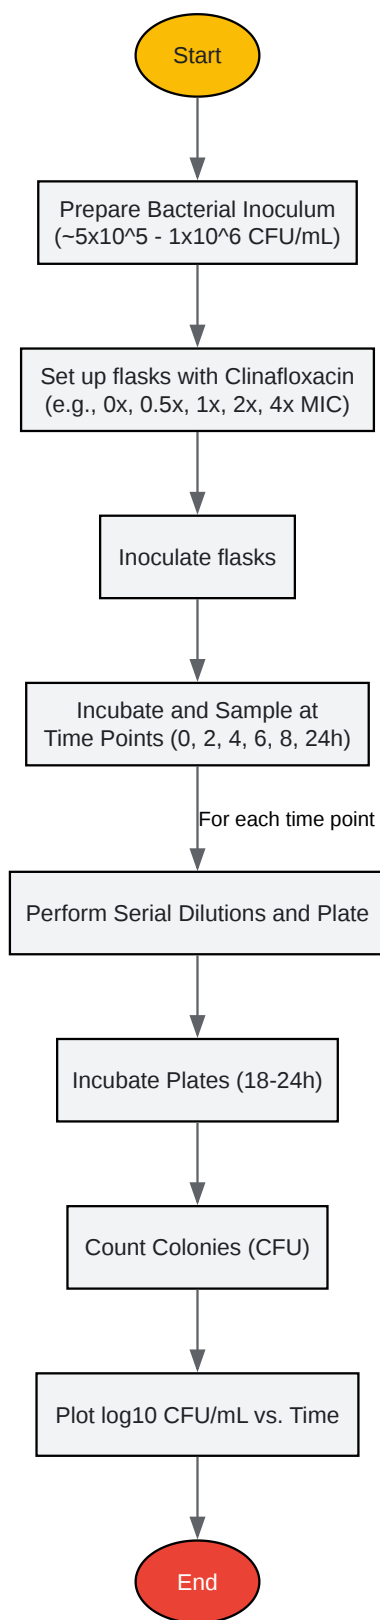 Start
Prepare Bacterial Inoculum
(~5x10^5 - 1x10^6 CFU/mL)
Set up flasks with Clinafloxacin
(e.g., 0x, 0.5x, 1x, 2x, 4x MIC)
Inoculate flasks
Incubate and Sample at
Time Points (0, 2, 4, 6, 8, 24h)
For each time point
Perform Serial Dilutions and Plate
Incubate Plates (18-24h)
Count Colonies (CFU)
Plot log10 CFU/mL vs. Time
End